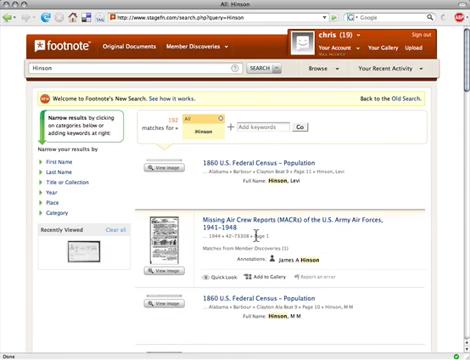 All: Hinson
http://www.stagefn.com/search.php?query=Hinson
footnote
Original Documents
Member Discoveries
chris (19)
Sign out
Your Account
Your Gallery
Upload
Hinson
SEARCH
Browse
Your Recent Activity
Welcome to Footnote's New Search. See how it works.
Back to the Old Search.
Narrow results by clicking
on categories below or
adding keywords at right:
192
matches for
All
Hinson
Add keywords
Go
Narrow your results by
First Name
Last Name
Title or Collection
Year
Place
Category
Recently Viewed
Clear all
View image
1860 U.S. Federal Census - Population
... Alabama • Barbour • Clayton Beat 9 • Page 11 • Hinson, Levi
Full Name: Hinson, Levi
View Image
Missing Air Crew Reports (MACRs) of the U.S. Army Air Forces,
1941-1948
... 1944 • 42-73308 • Page 1
Matches from Member Discoveries (1)
Annotations: James A Hinson
Quick Look
Add to Gallery
Report an error
View image
1860 U.S. Federal Census - Population
... Alabama • Barbour • Clayton Beat 9 • Page 10 • Hinson, M M
Full Name: Hinson, M M
Done